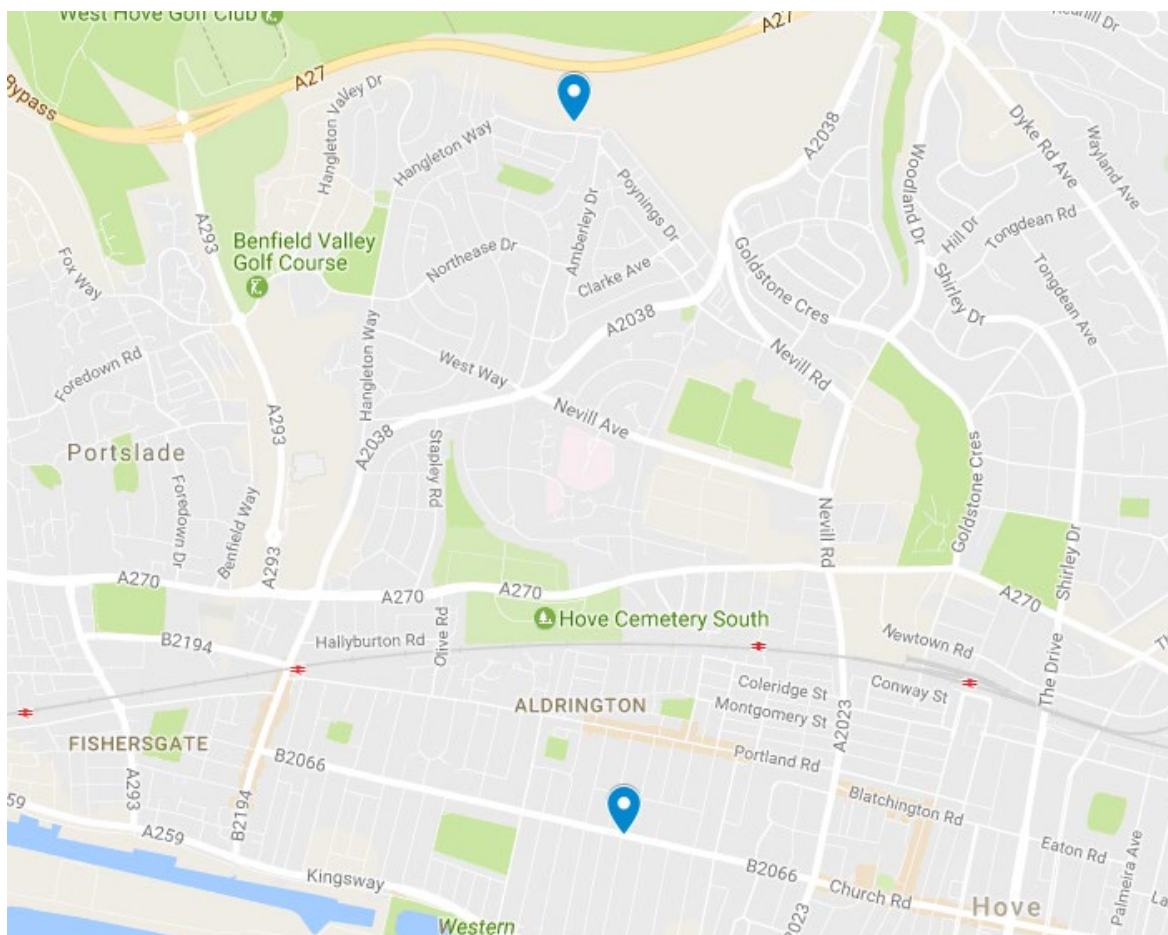 West Hove Golf Club
A27
A27
Bypass
Hangleton Valley Dr
Hangleton Way
A2038
Dyke Rd Ave
Wayland Ave
Woodland Dr
Poynings Dr
Amberley Dr
Hill Dr
Tongdean Rd
A293
Benfield Valley
Golf Course
Northease Dr
Clarke Ave
Goldstone Cres
Shirley Dr
Tongdean Ave
Fox Way
A2038
Hangleton Way
West Way
Nevill Rd
Foredown Rd
Nevill Ave
A293
A2038
Stapley Rd
Portslade
Foredown Dr
Benfield Way
Nevill Rd
Goldstone Cres
Shirley Dr
A293
A270
A270
A270
A270
Hove Cemetery South
B2194
Hallyburton Rd
Olive Rd
Newtown Rd
The Drive
Coleridge St
Conway St
ALDRINGTON
Montgomery St
A2023
FISHERSGATE
B2066
Portland Rd
A293
B2194
Blatchington Rd
A259
Eaton Rd
Palmeira Ave
Kingsway
B2066
Church Rd
Hove
Western